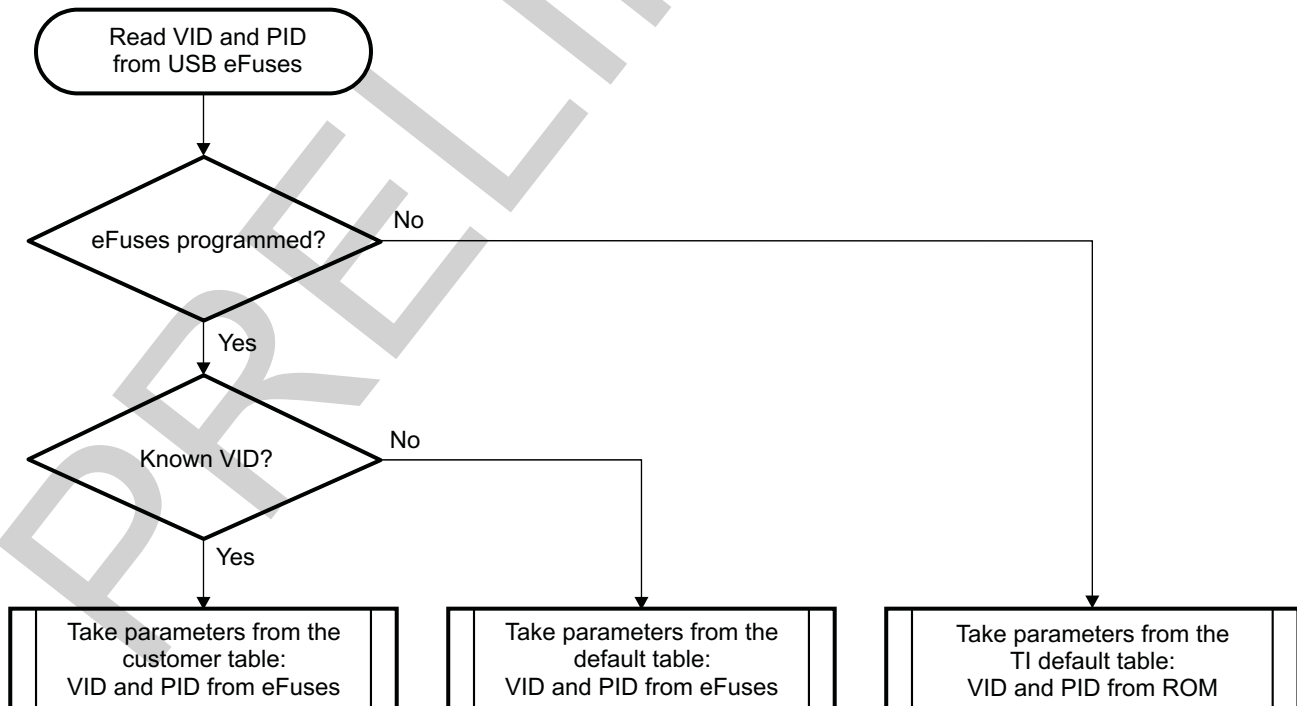 Read VID and PID
from USB eFuses
eFuses programmed?
No
Yes
Known VID?
No
Yes
Take parameters from the
customer table:
VID and PID from eFuses
Take parameters from the
default table:
VID and PID from eFuses
Take parameters from the
TI default table:
VID and PID from ROM
PRELI